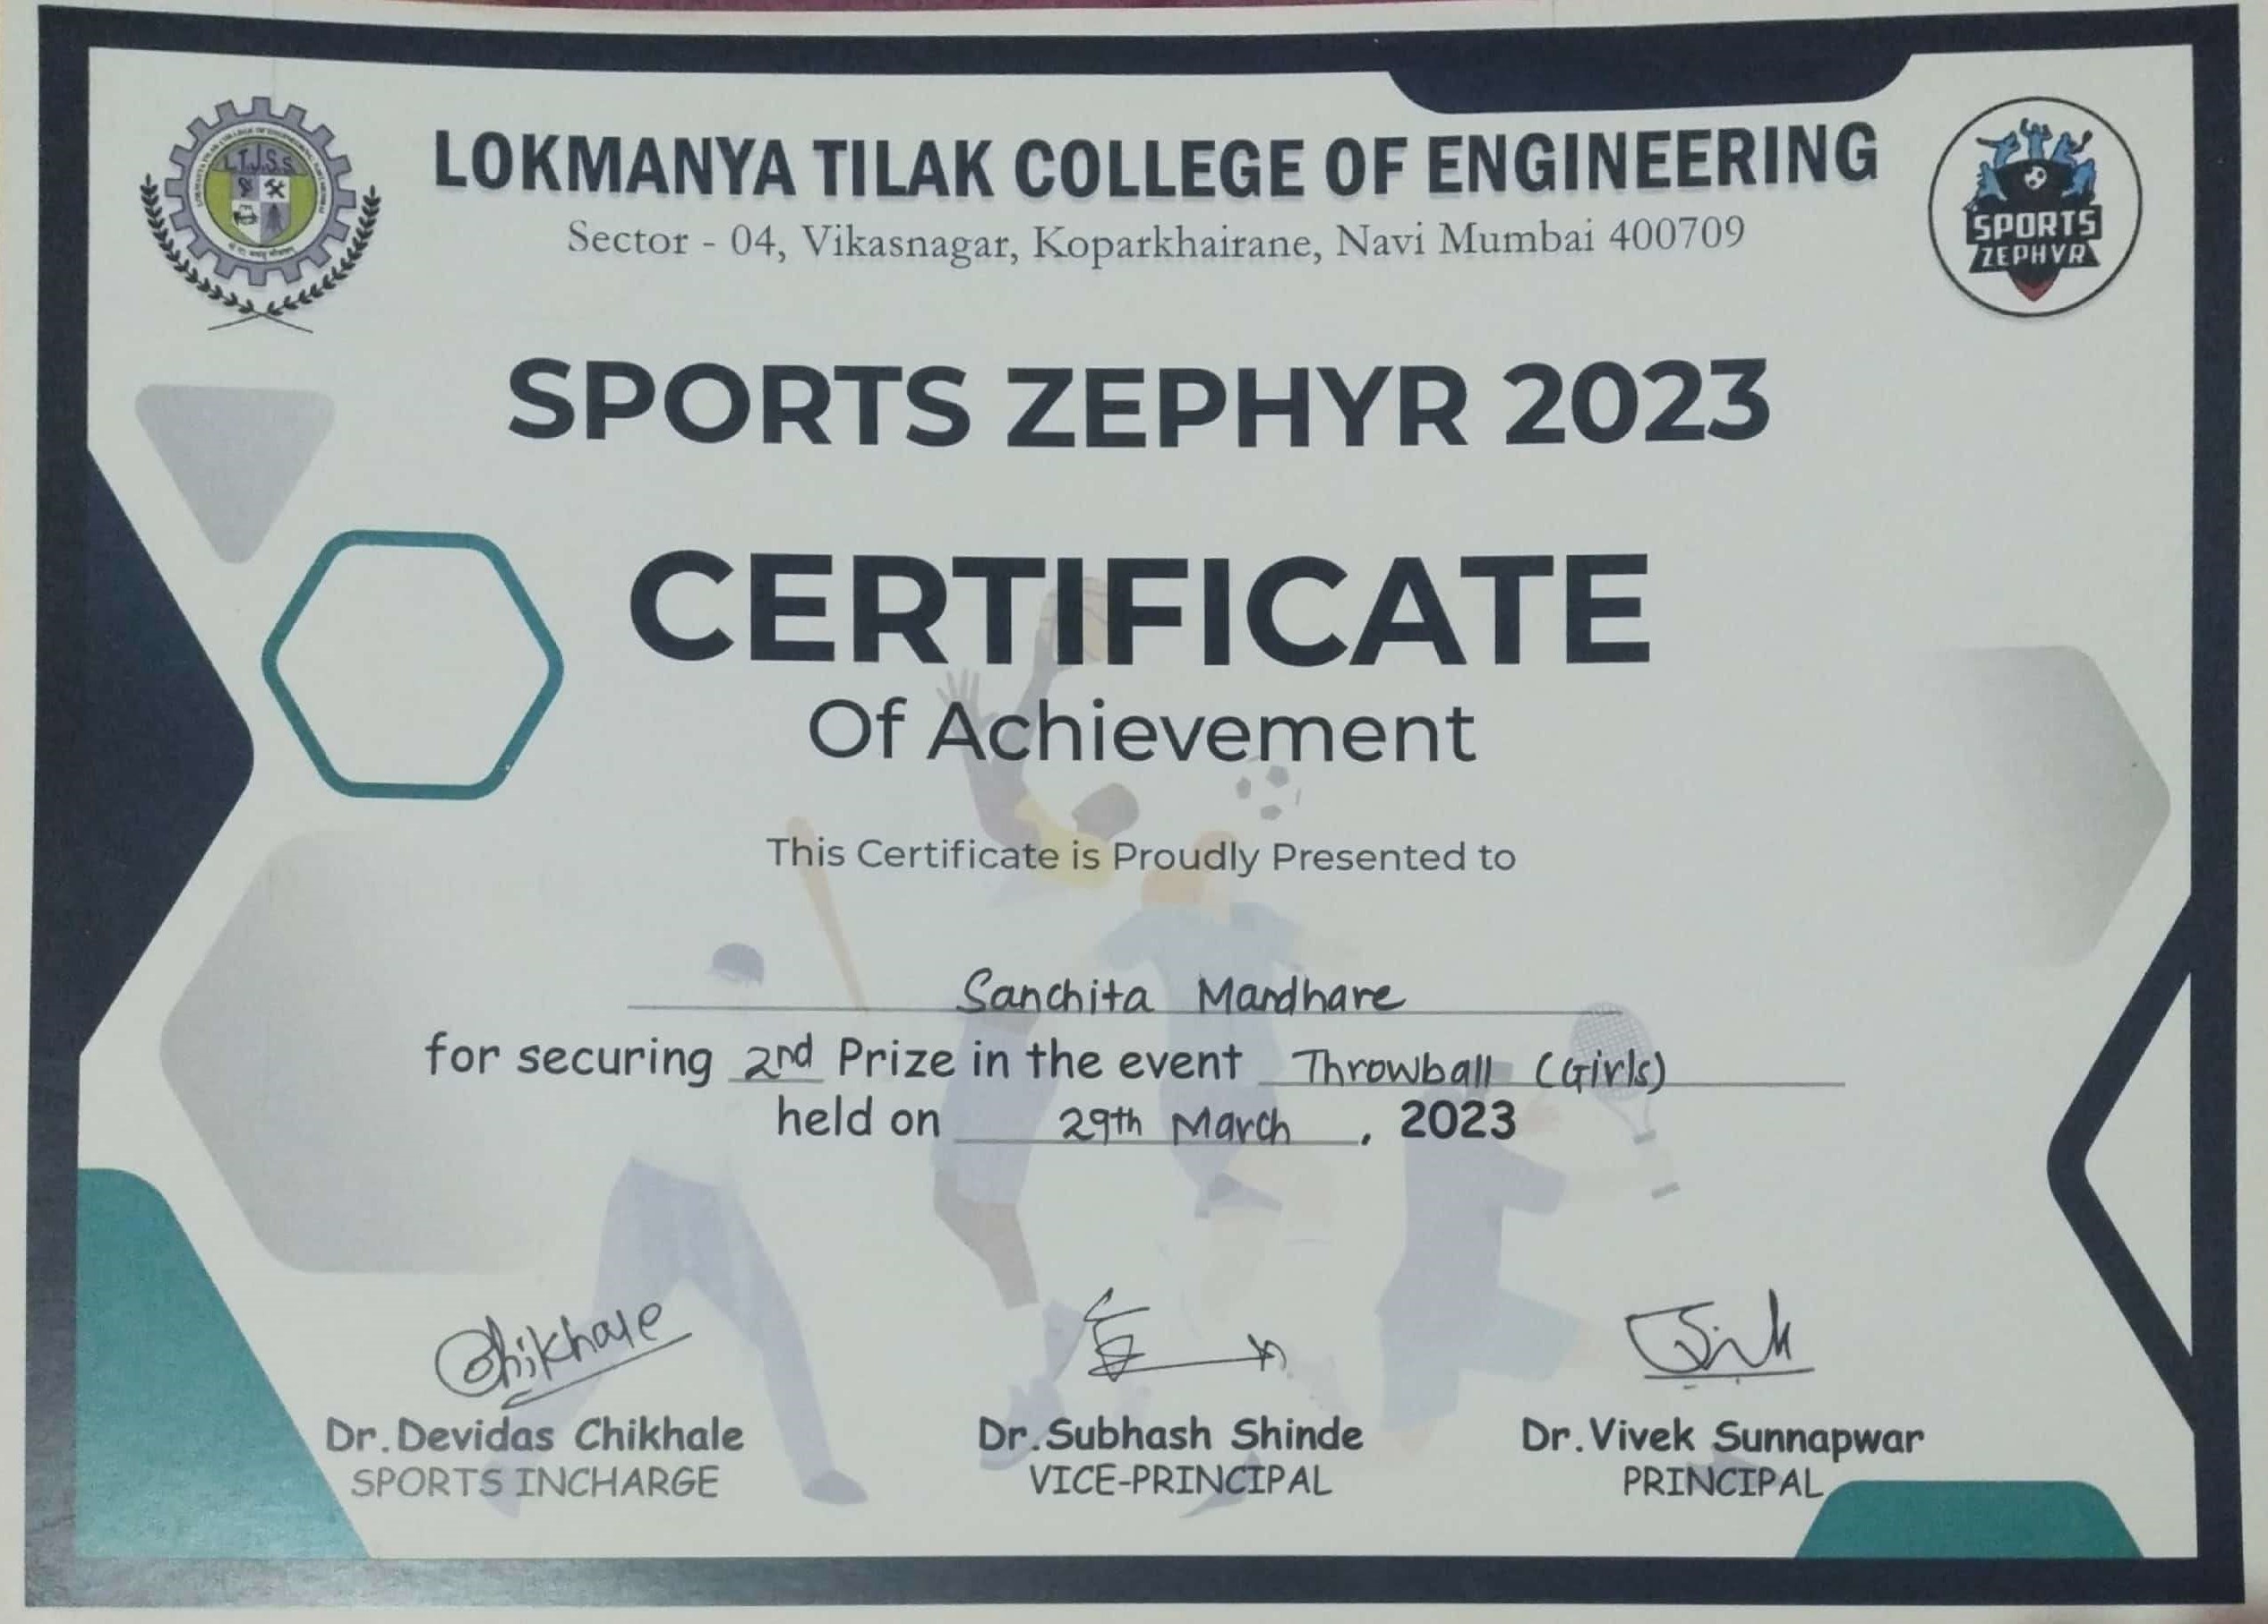 LOKMANYA TILAK COLLEGE OF ENGINEERING
Sector - 04, Vikasnagar, Koparkhairane, Navi Mumbai 400709
L.T.J.S.S
SPORTS
ZEPHYR
SPORTS ZEPHYR 2023
CERTIFICATE
Of Achievement
This Certificate is Proudly Presented to
Sanchita Mardhare
for securing 2nd Prize in the event Throwball (Girls)
held on 29th March, 2023
Chikhale
Dr.Devidas Chikhale Dr.Subhash Shinde Dr.Vivek Sunnapwar
SPORTS INCHARGE VICE-PRINCIPAL PRINCIPAL